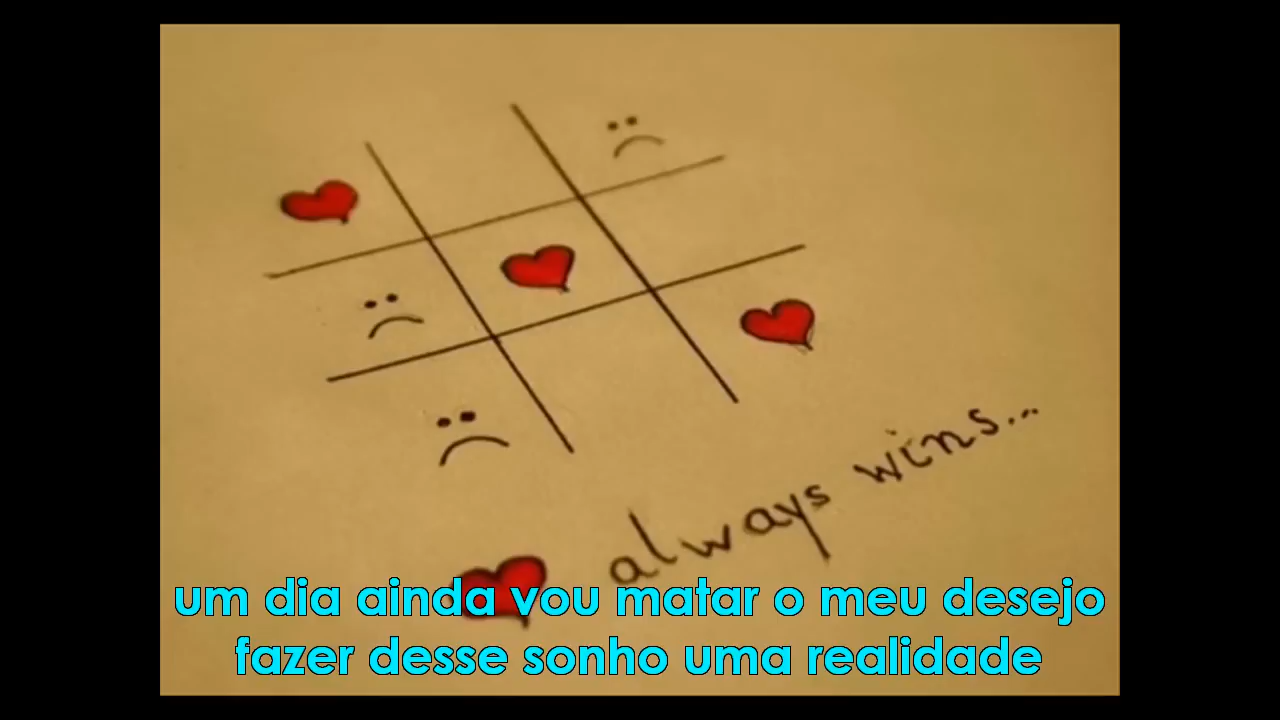 always wins...
um dia ainda vou matar o meu desejo
fazer desse sonho uma realidade